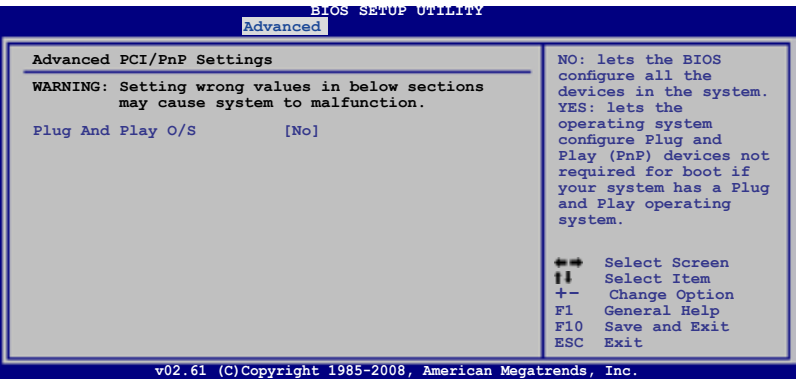 BIOS SETUP UTILITY
Advanced
Advanced PCI/PnP Settings
WARNING: Setting wrong values in below sections
may cause system to malfunction.
Plug And Play O/S [No]
NO: lets the BIOS
configure all the
devices in the system.
YES: lets the
operating system
configure Plug and
Play (PnP) devices not
required for boot if
your system has a Plug
and Play operating
system.
←→ Select Screen
↑↓ Select Item
+- Change Option
F1 General Help
F10 Save and Exit
ESC Exit
v02.61 (C)Copyright 1985-2008, American Megatrends, Inc.